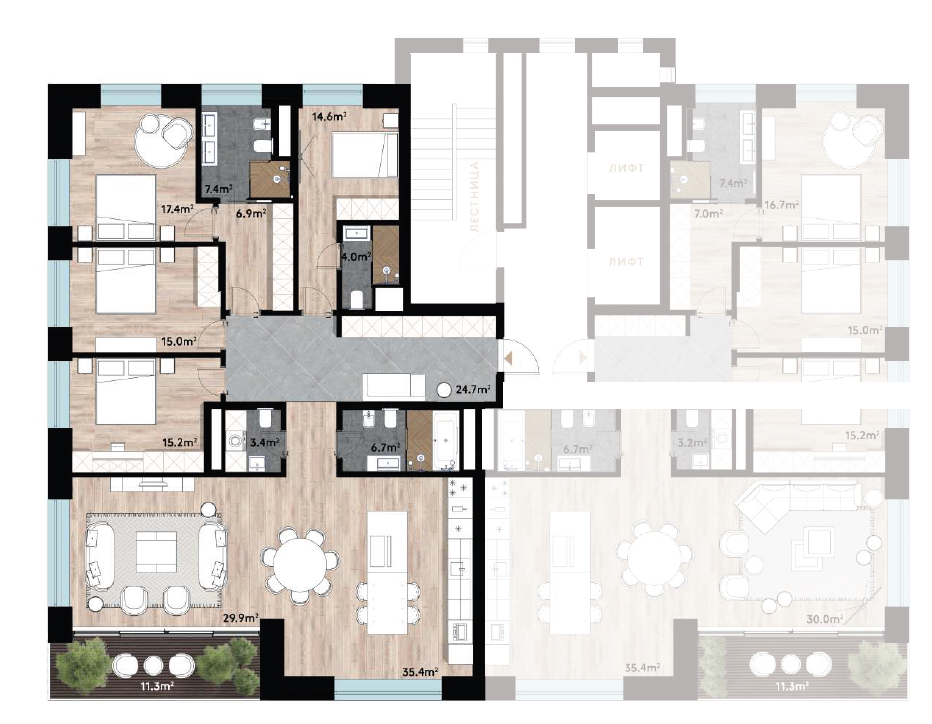 14.6m²
ЛЕСТНИЦА
ЛИФТ
7.4m²
7.4m²
17.4m²
6.9m²
7.0m²
16.7m²
4.0m²
ЛИФТ
15.0m²
15.0m²
24.7m²
15.2m²
3.4m²
6.7m²
6.7m²
3.2m²
15.2m²
29.9m²
30.0m²
35.4m²
35.4m²
11.3m²
11.3m²